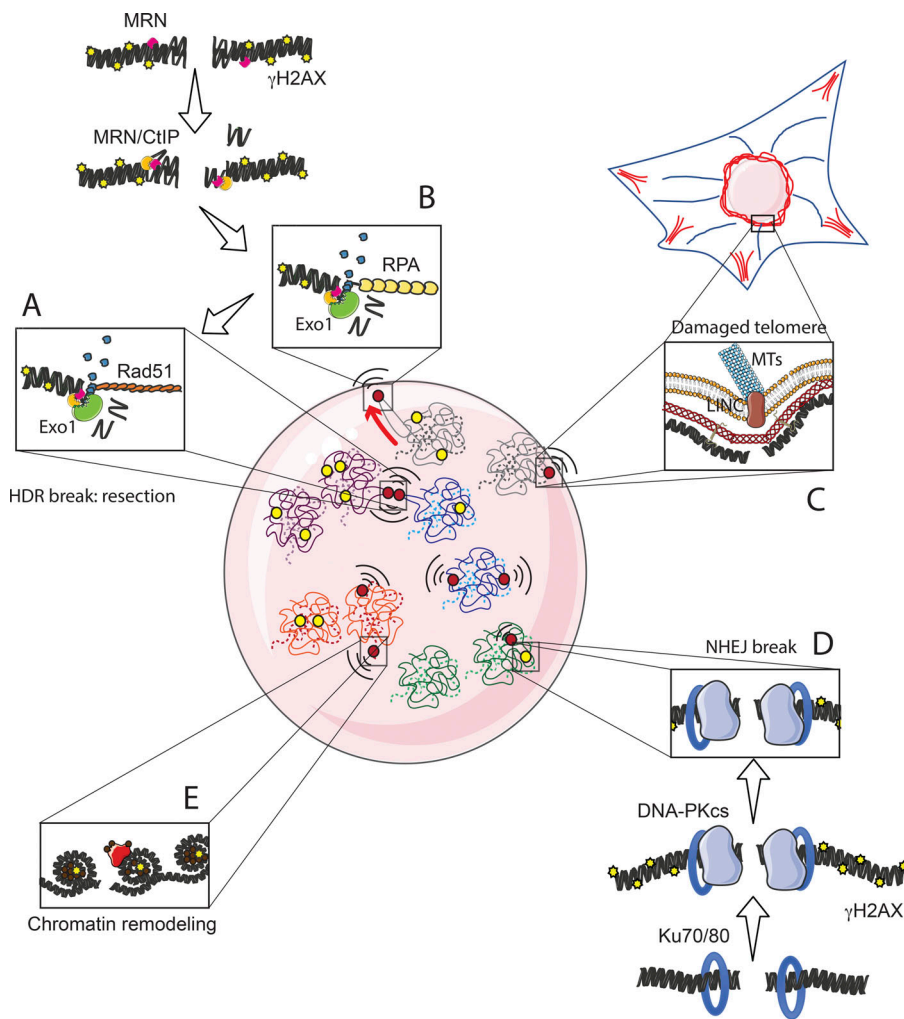 MRN
γH2AX
MRN/CtIP
B
RPA
Exo1
A
Rad51
Exo1
HDR break: resection
Damaged telomere
MTs
LINC
C
D
NHEJ break
DNA-PKcs
γH2AX
Ku70/80
E
Chromatin remodeling